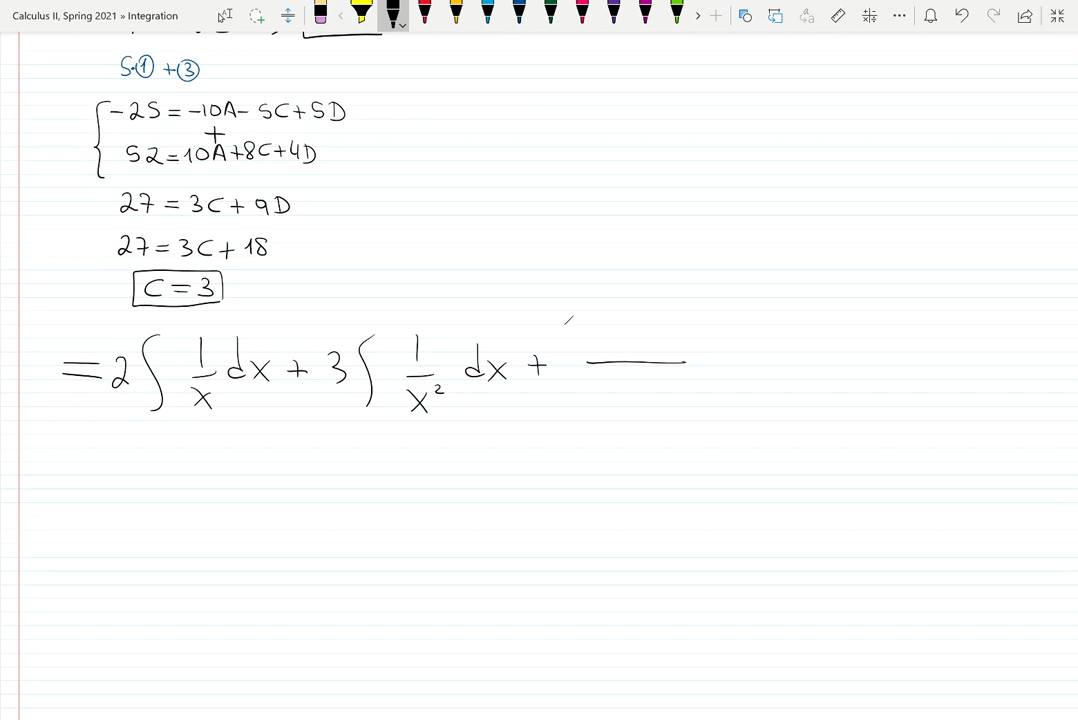 Calculus II, Spring 2021 » Integration
5·① + ③
-25 = -10A - 5C + 5D
+
52 = 10A + 8C + 4D
27 = 3C + 9D
27 = 3C + 18
C = 3
= 2 ∫ 1/x dx + 3 ∫ 1/x² dx +